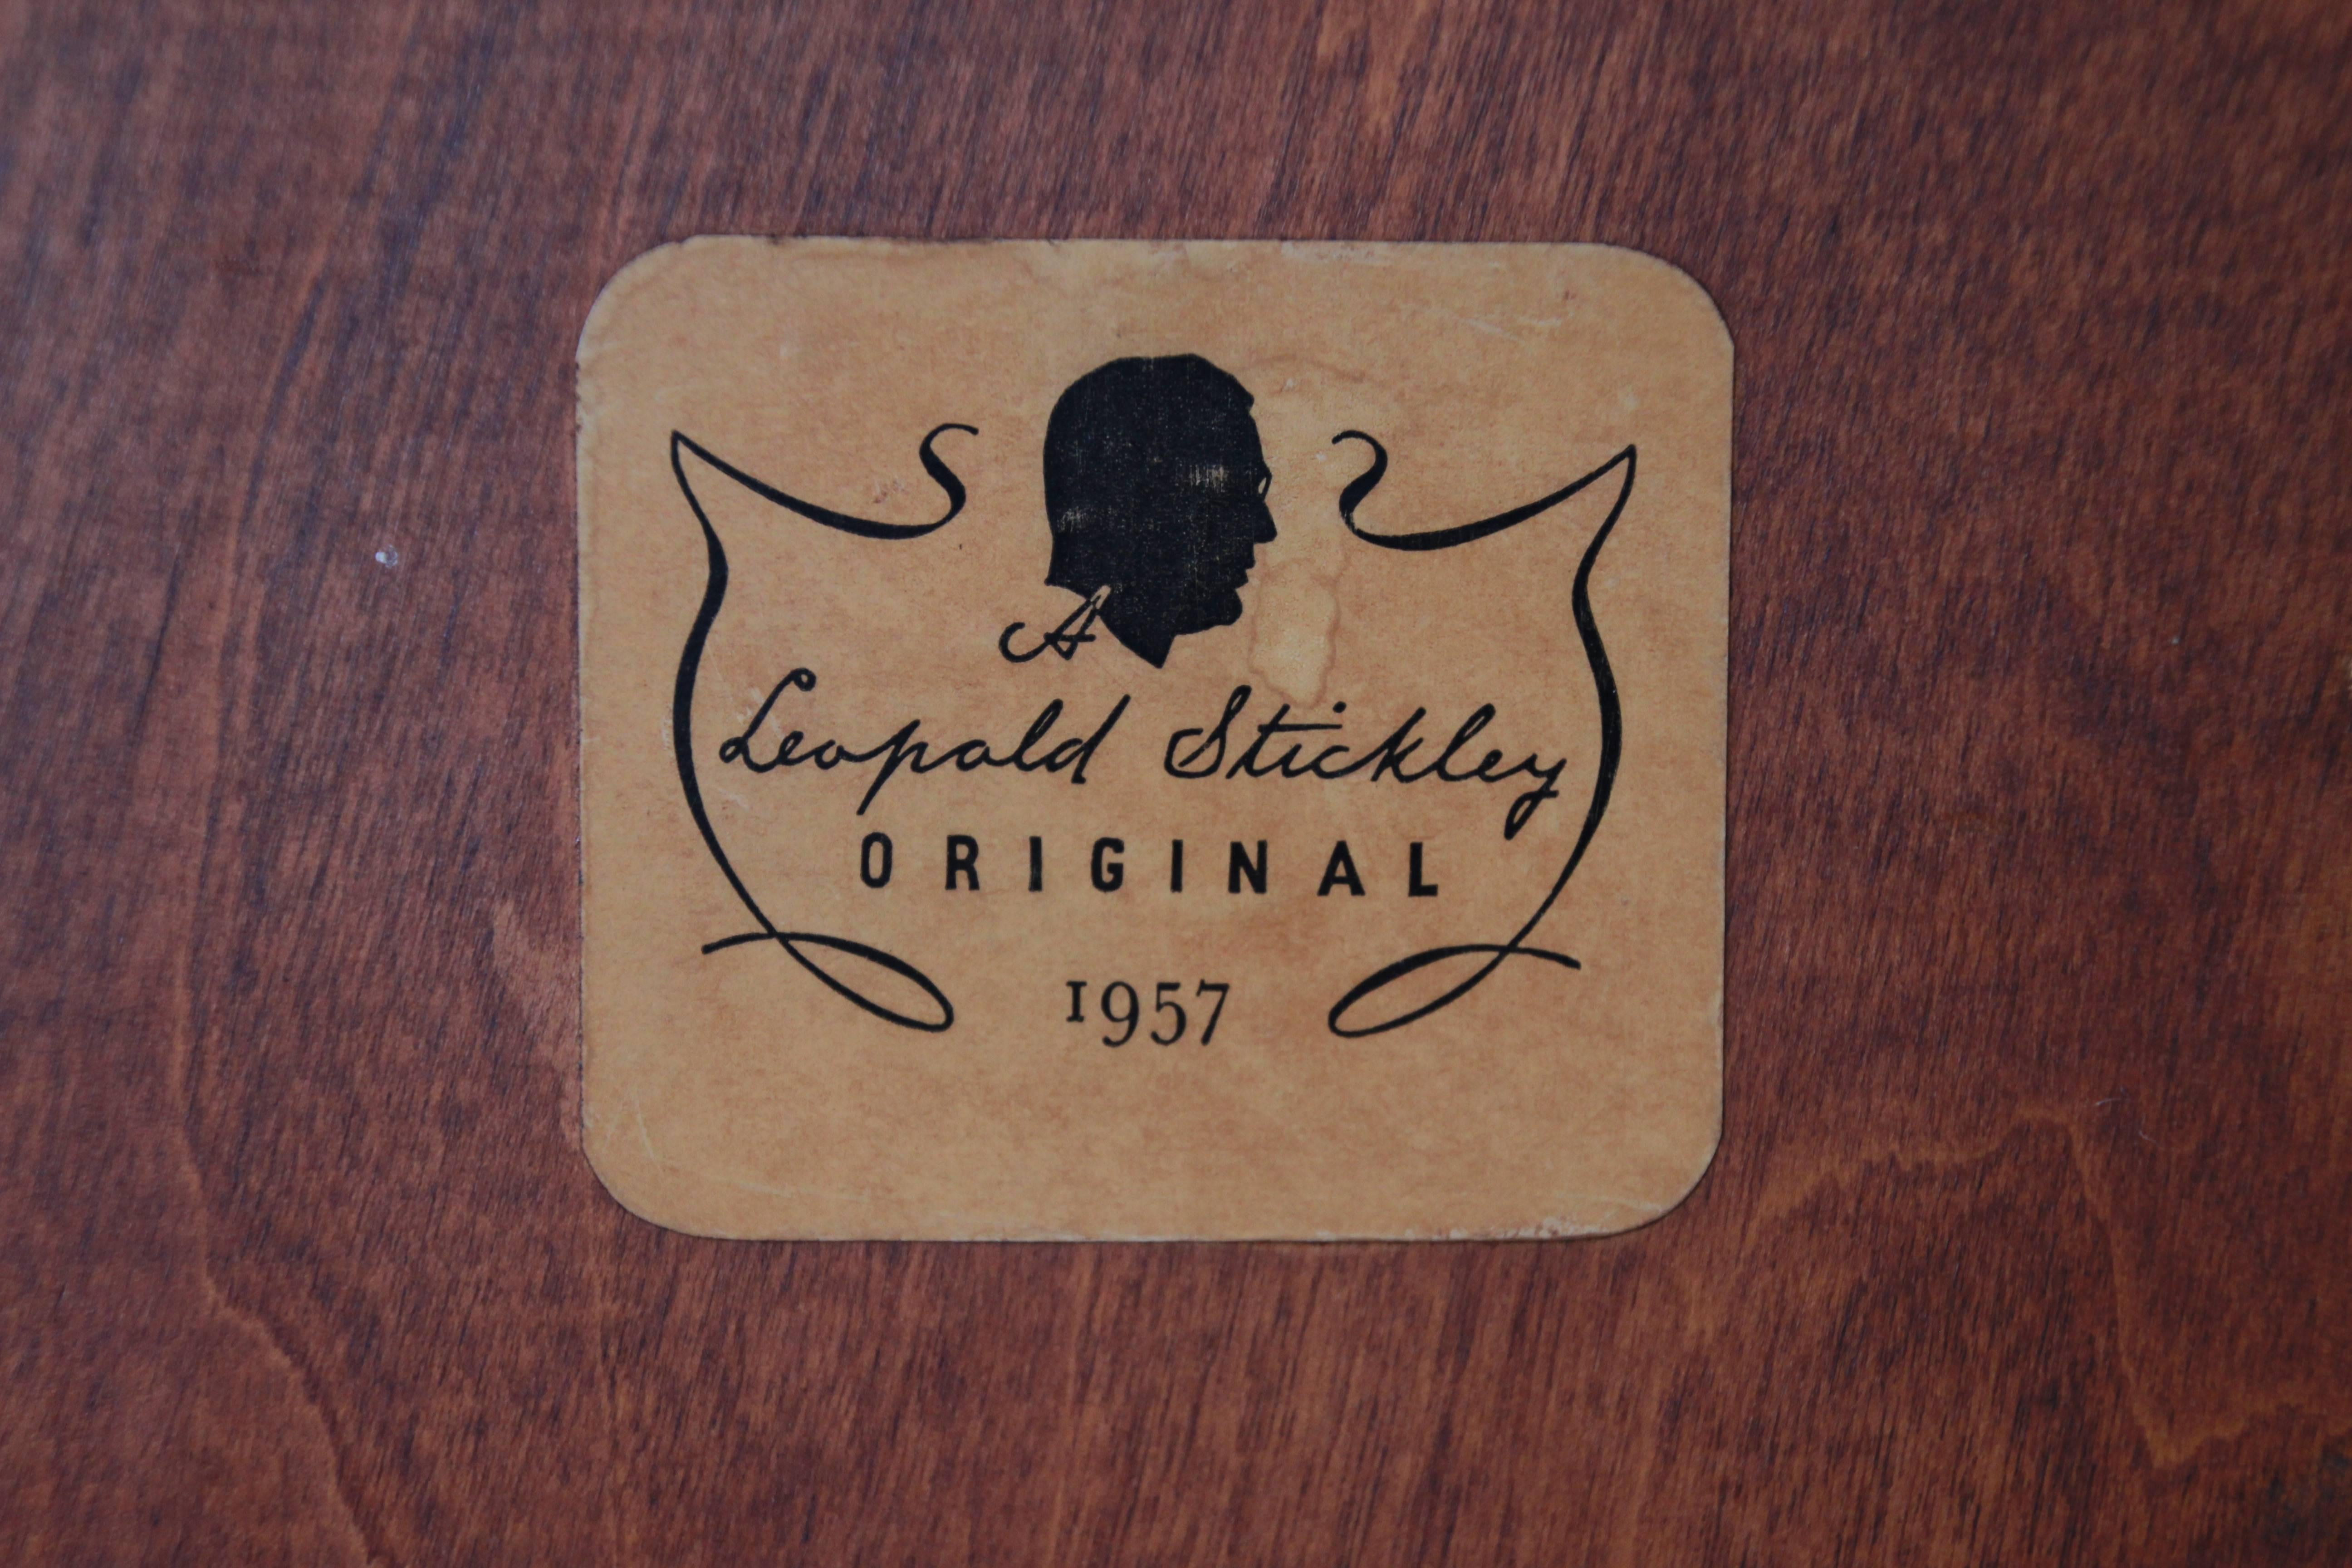 A
Leopold Stickley
ORIGINAL
1957